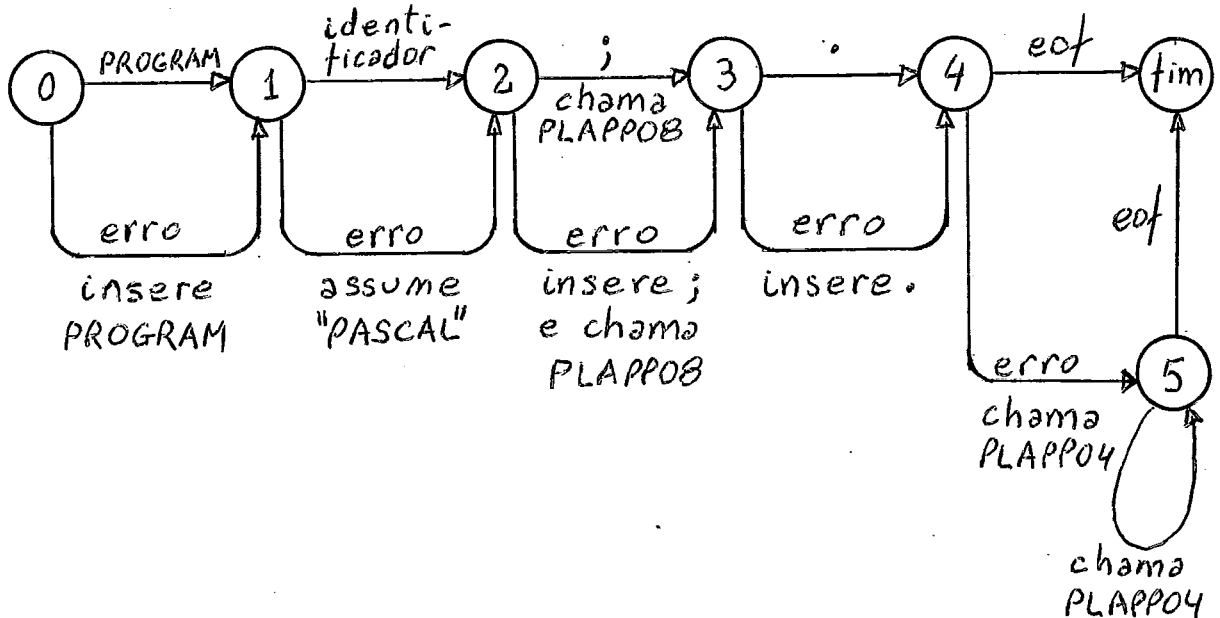 identi-
ficador
PROGRAM
;
.
eof
0
1
2
3
4
fim
chama
PLAPP08
erro
erro
erro
erro
eof
insere
PROGRAM
assume
"PASCAL"
insere ;
e chama
PLAPP08
insere .
erro
5
chama
PLAPP04
chama
PLAPP04